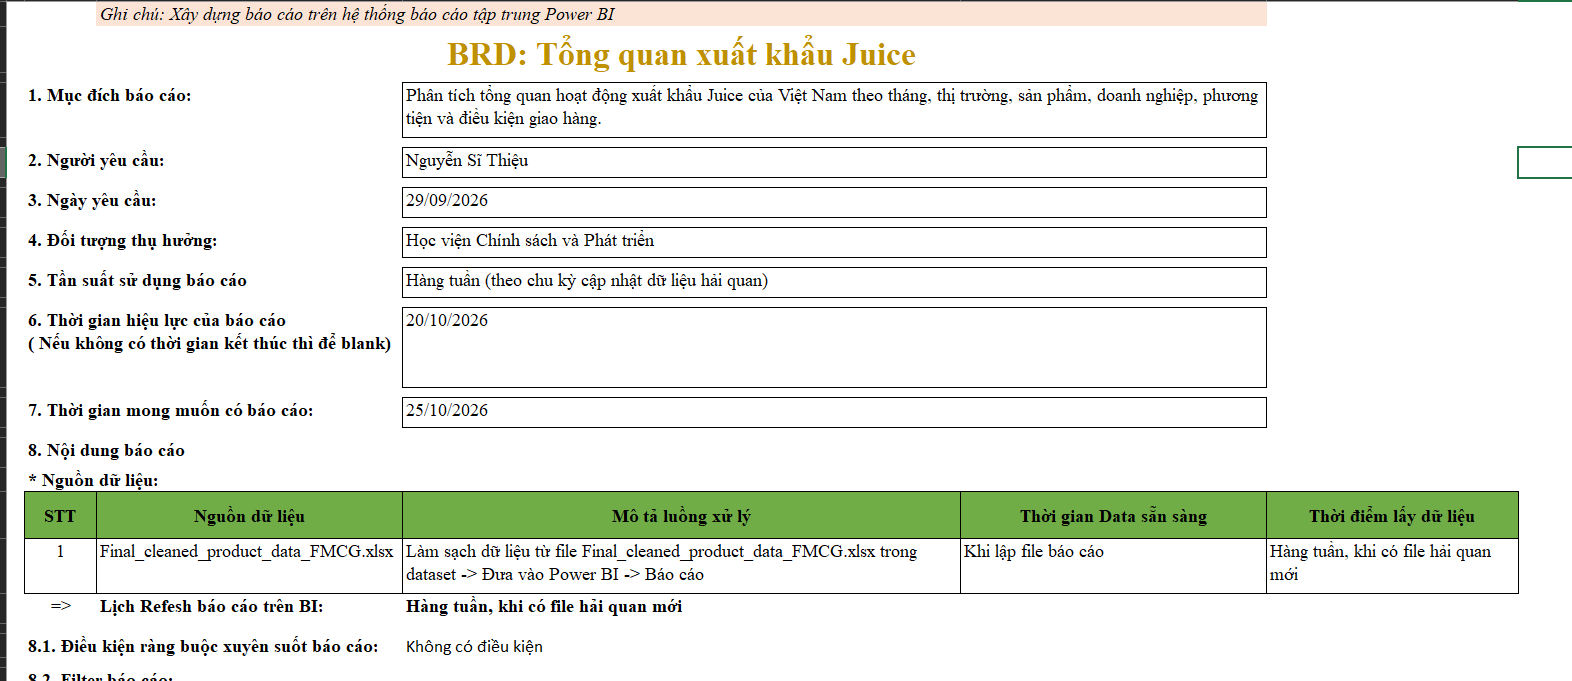 Ghi chú: Xây dựng báo cáo trên hệ thống báo cáo tập trung Power BI
BRD: Tổng quan xuất khẩu Juice
1. Mục đích báo cáo:
Phân tích tổng quan hoạt động xuất khẩu Juice của Việt Nam theo tháng, thị trường, sản phẩm, doanh nghiệp, phương
tiện và điều kiện giao hàng.
2. Người yêu cầu:
Nguyễn Sĩ Thiệu
3. Ngày yêu cầu:
29/09/2026
4. Đối tượng thụ hưởng:
Học viện Chính sách và Phát triển
5. Tần suất sử dụng báo cáo
Hàng tuần (theo chu kỳ cập nhật dữ liệu hải quan)
6. Thời gian hiệu lực của báo cáo
( Nếu không có thời gian kết thúc thì để blank)
20/10/2026
7. Thời gian mong muốn có báo cáo:
25/10/2026
8. Nội dung báo cáo
* Nguồn dữ liệu:
STT
Nguồn dữ liệu
Mô tả luồng xử lý
Thời gian Data sẵn sàng
Thời điểm lấy dữ liệu
1
Final_cleaned_product_data_FMCG.xlsx
Làm sạch dữ liệu từ file Final_cleaned_product_data_FMCG.xlsx trong
dataset -> Đưa vào Power BI -> Báo cáo
Khi lập file báo cáo
Hàng tuần, khi có file hải quan
mới
=> Lịch Refesh báo cáo trên BI:
Hàng tuần, khi có file hải quan mới
8.1. Điều kiện ràng buộc xuyên suốt báo cáo:
Không có điều kiện
8.2. Filter báo cáo: